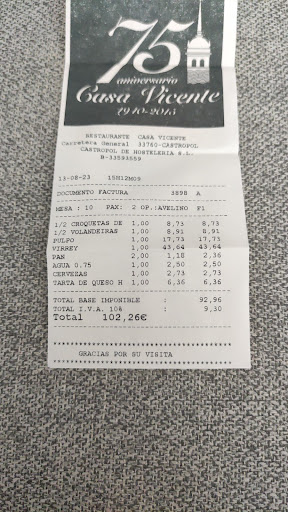 75
aniversario
Casa Vicente
1940-2015
RESTAURANTE CASA VICENTE
Carretera General 33760-CASTROPOL
CASTROPOL DE HOSTELERIA S.L.
B-33593559
13-08-23 15H12M09
DOCUMENTO FACTURA 3898 A
MESA : 10 PAX: 2 OP.:AVELINO F1
1/2 CROQUETAS DE 1,00 8,73 8,73
1/2 VOLANDEIRAS 1,00 8,91 8,91
PULPO 1,00 17,73 17,73
VIRREY 1,00 43,64 43,64
PAN 2,00 1,18 2,36
AGUA 0.75 1,00 2,50 2,50
CERVEZAS 1,00 2,73 2,73
TARTA DE QUESO H 1,00 6,36 6,36
TOTAL BASE IMPONIBLE : 92,96
TOTAL I.V.A. 10% : 9,30
Total 102,26€
GRACIAS POR SU VISITA